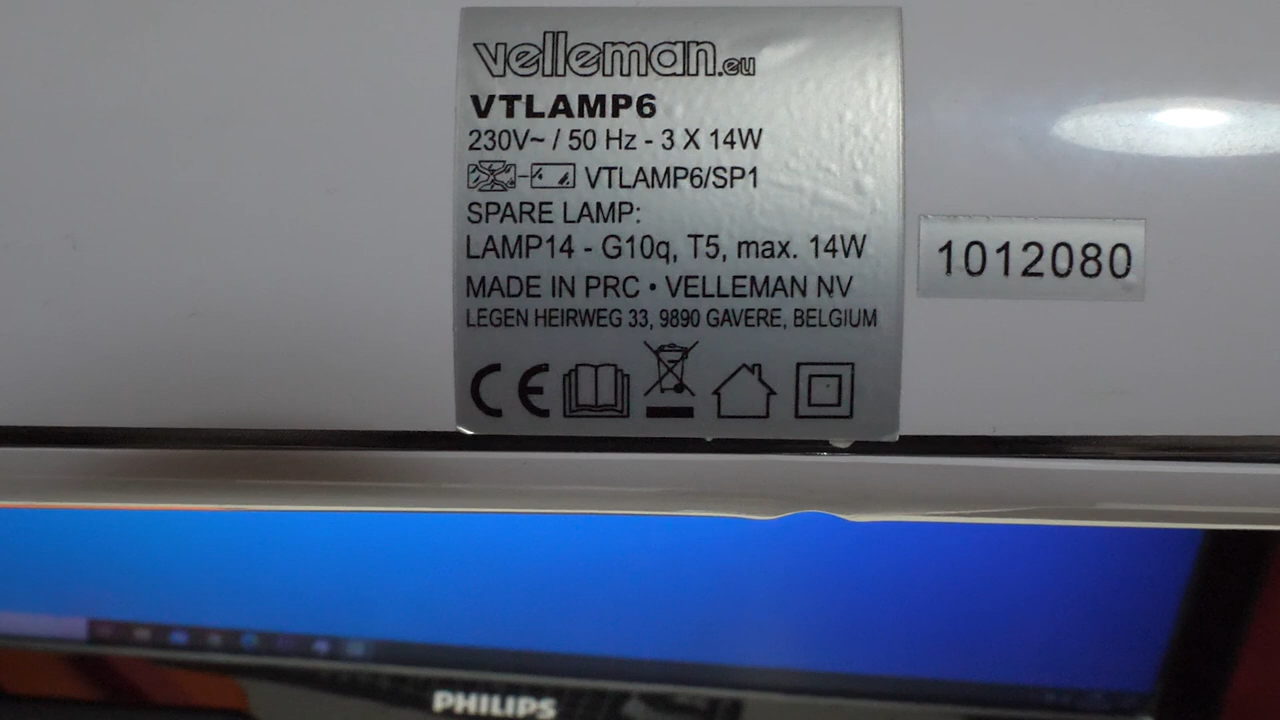 velleman.eu
VTLAMP6
230V~ / 50 Hz - 3 X 14W
VTLAMP6/SP1
SPARE LAMP:
LAMP14 - G10q, T5, max. 14W
MADE IN PRC • VELLEMAN NV
LEGEN HEIRWEG 33, 9890 GAVERE, BELGIUM
CE
1012080
PHILIPS